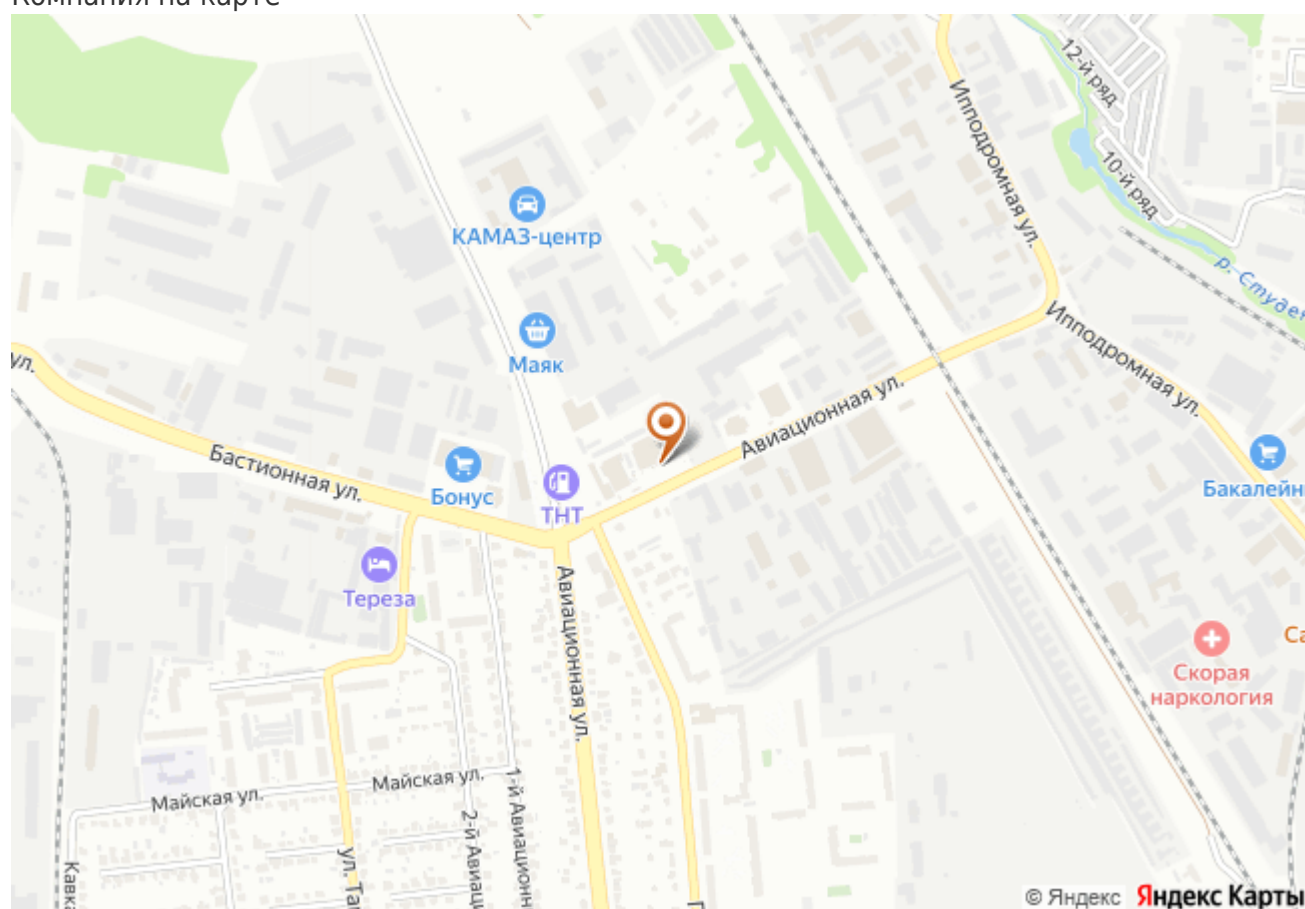 Компания на карте
12-й ряд
Ипподромная ул.
10-й ряд
КАМАЗ-центр
р. Студен
Маяк
Ипподромная ул.
ул.
Авиационная ул.
Бастионная ул.
Бонус
ТНТ
Бакалейн
Тереза
Авиационная ул.
Скорая
наркология
Са
Майская ул.
Майская ул.
1-й Авиационн
2-й Авиац
ул. Та
Кавка
© Яндекс Яндекс Карты